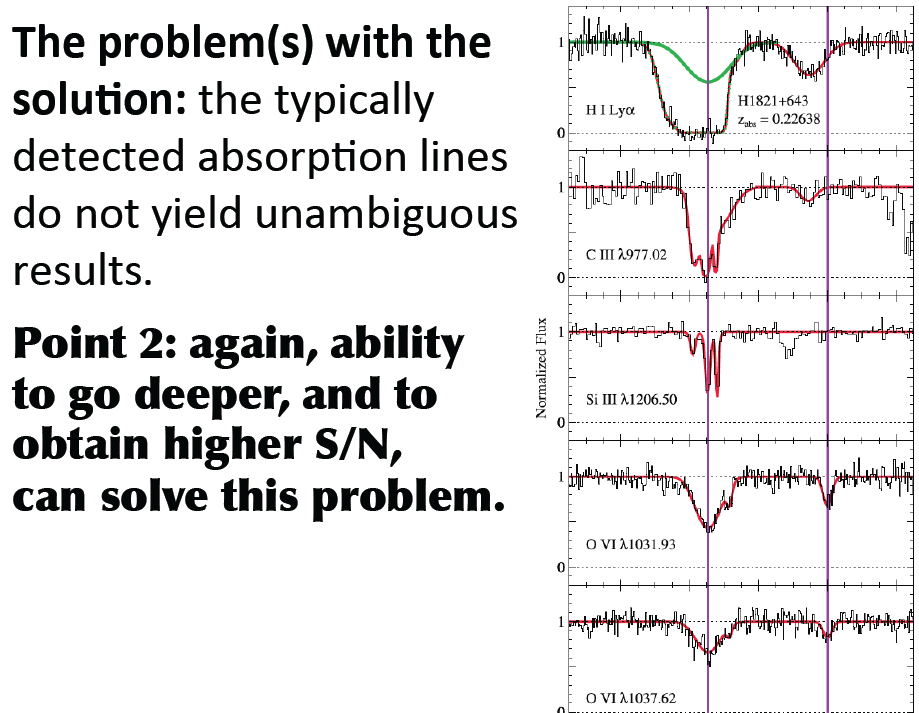 The problem(s) with the
solution: the typically
detected absorption lines
do not yield unambiguous
results.
Point 2: again, ability
to go deeper, and to
obtain higher S/N,
can solve this problem.
Normalized Flux
1
H I Lyα
H1821+643
z_abs = 0.22638
0
1
C III λ977.02
0
1
Si III λ1206.50
0
1
O VI λ1031.93
0
1
O VI λ1037.62
0